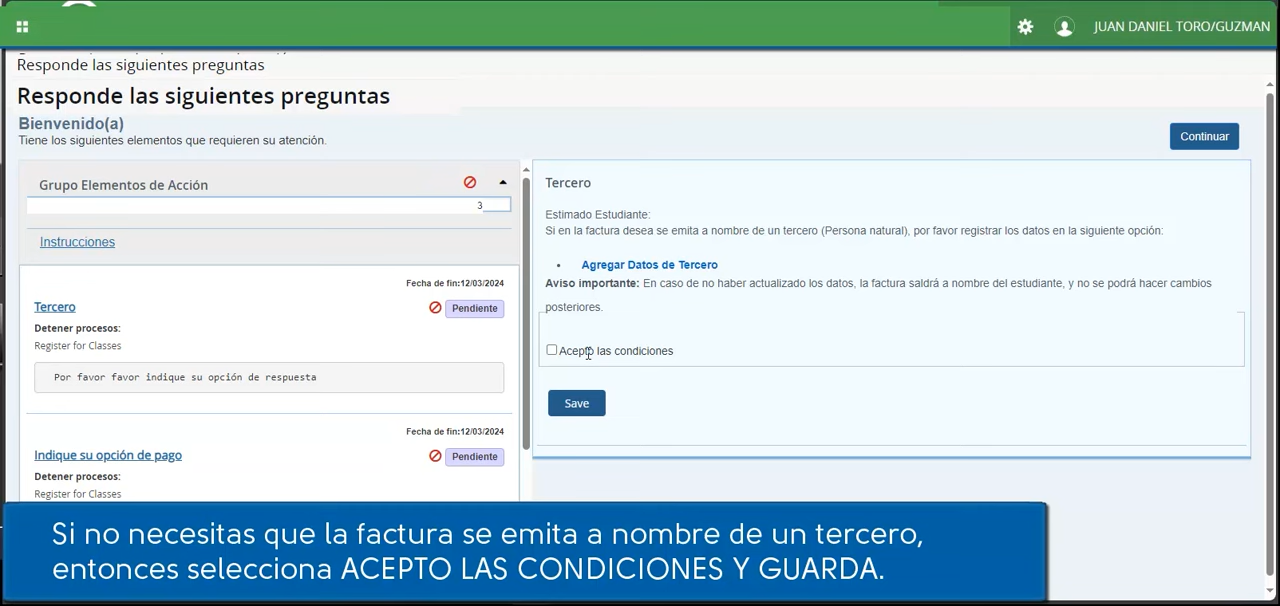 JUAN DANIEL TORO/GUZMAN
Responde las siguientes preguntas
Responde las siguientes preguntas
Bienvenido(a)
Tiene los siguientes elementos que requieren su atención.
Continuar
Grupo Elementos de Acción
3
Instrucciones
Fecha de fin:12/03/2024
Tercero
Pendiente
Detener procesos:
Register for Classes
Por favor favor indique su opción de respuesta
Fecha de fin:12/03/2024
Indique su opción de pago
Pendiente
Detener procesos:
Register for Classes
Tercero
Estimado Estudiante:
Si en la factura desea se emita a nombre de un tercero (Persona natural), por favor registrar los datos en la siguiente opción:
• Agregar Datos de Tercero
Aviso importante: En caso de no haber actualizado los datos, la factura saldrá a nombre del estudiante, y no se podrá hacer cambios
posteriores.
Acepto las condiciones
Save
Si no necesitas que la factura se emita a nombre de un tercero,
entonces selecciona ACEPTO LAS CONDICIONES Y GUARDA.